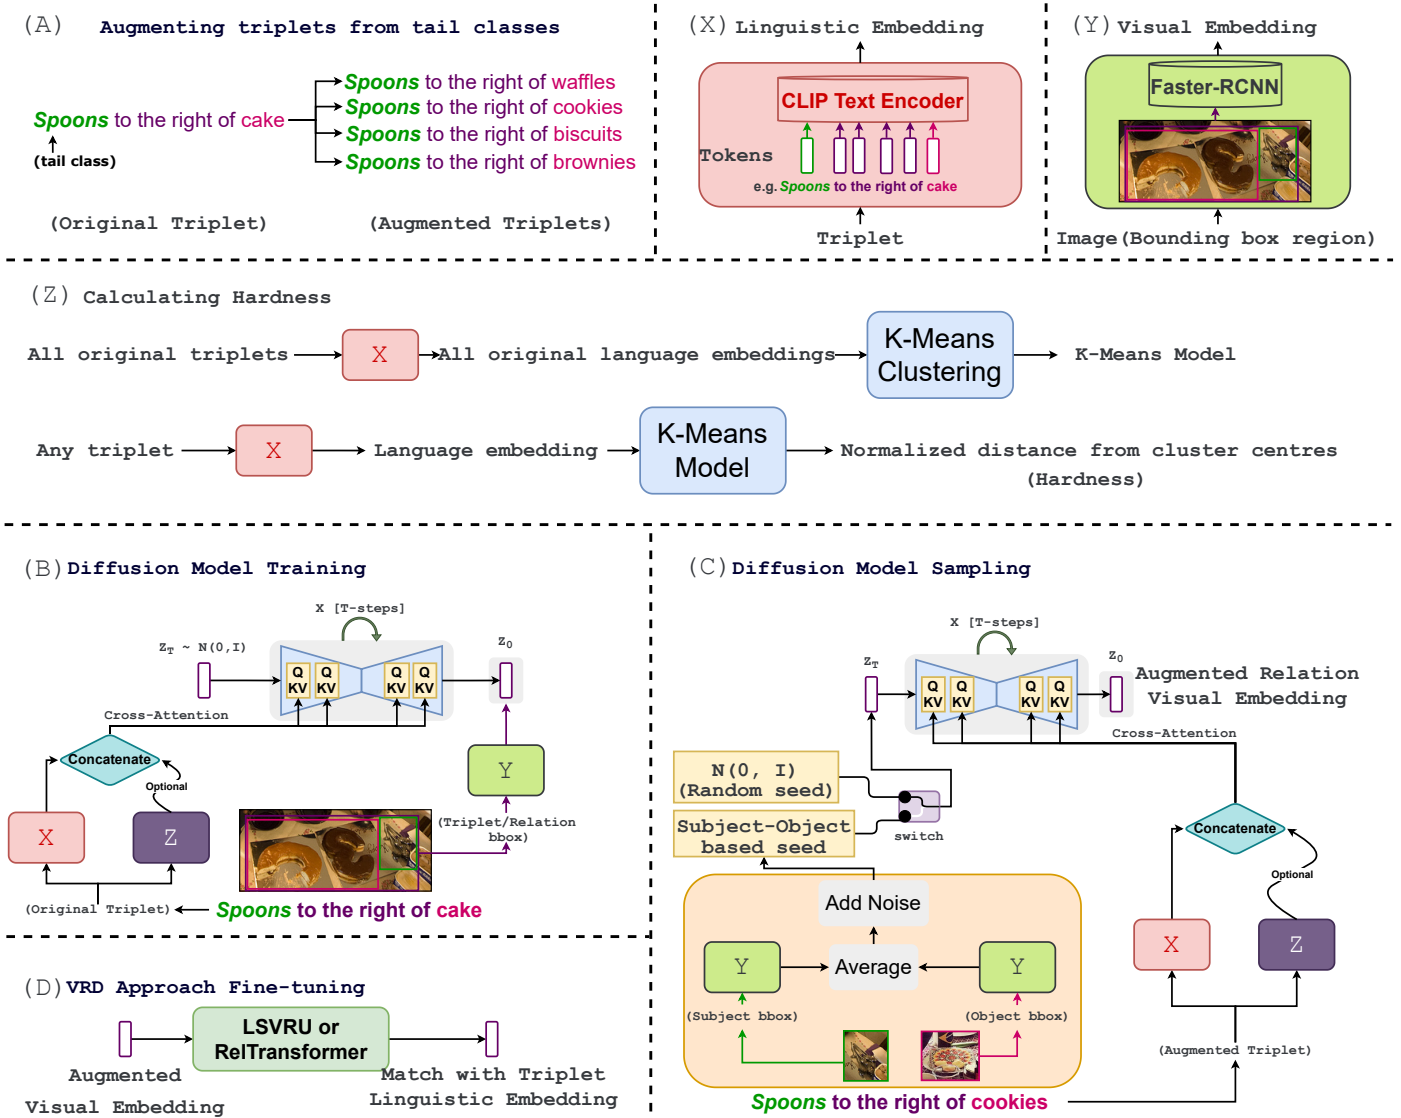 (A) Augmenting triplets from tail classes
Spoons to the right of cake
(tail class)
Spoons to the right of waffles
Spoons to the right of cookies
Spoons to the right of biscuits
Spoons to the right of brownies
(Original Triplet)
(Augmented Triplets)
(X) Linguistic Embedding
CLIP Text Encoder
Tokens
e.g. Spoons to the right of cake
Triplet
(Y) Visual Embedding
Faster-RCNN
Image(Bounding box region)
(Z) Calculating Hardness
All original triplets
X
All original language embeddings
K-Means
Clustering
K-Means Model
Any triplet
X
Language embedding
K-Means
Model
Normalized distance from cluster centres
(Hardness)
(B) Diffusion Model Training
X [T-steps]
Z_T ~ N(0,I)
Q
KV
Q
KV
Q
KV
Q
KV
Z_0
Cross-Attention
Concatenate
Optional
X
Z
Y
(Triplet/Relation
bbox)
(Original Triplet)
Spoons to the right of cake
(C) Diffusion Model Sampling
X [T-steps]
Z_T
Q
KV
Q
KV
Q
KV
Q
KV
Z_0
Augmented Relation
Visual Embedding
Cross-Attention
N(0, I)
(Random seed)
Subject-Object
based seed
switch
Concatenate
Optional
Add Noise
Average
Y
Y
(Subject bbox)
(Object bbox)
X
Z
(Augmented Triplet)
Spoons to the right of cookies
(D) VRD Approach Fine-tuning
LSVRU or
RelTransformer
Augmented
Visual Embedding
Match with Triplet
Linguistic Embedding